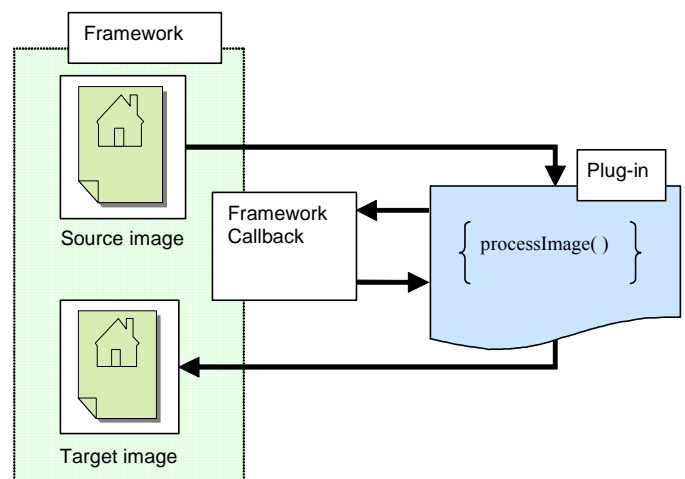 Framework
Source image
Plug-in
Framework
Callback
{ processImage( ) }
Target image